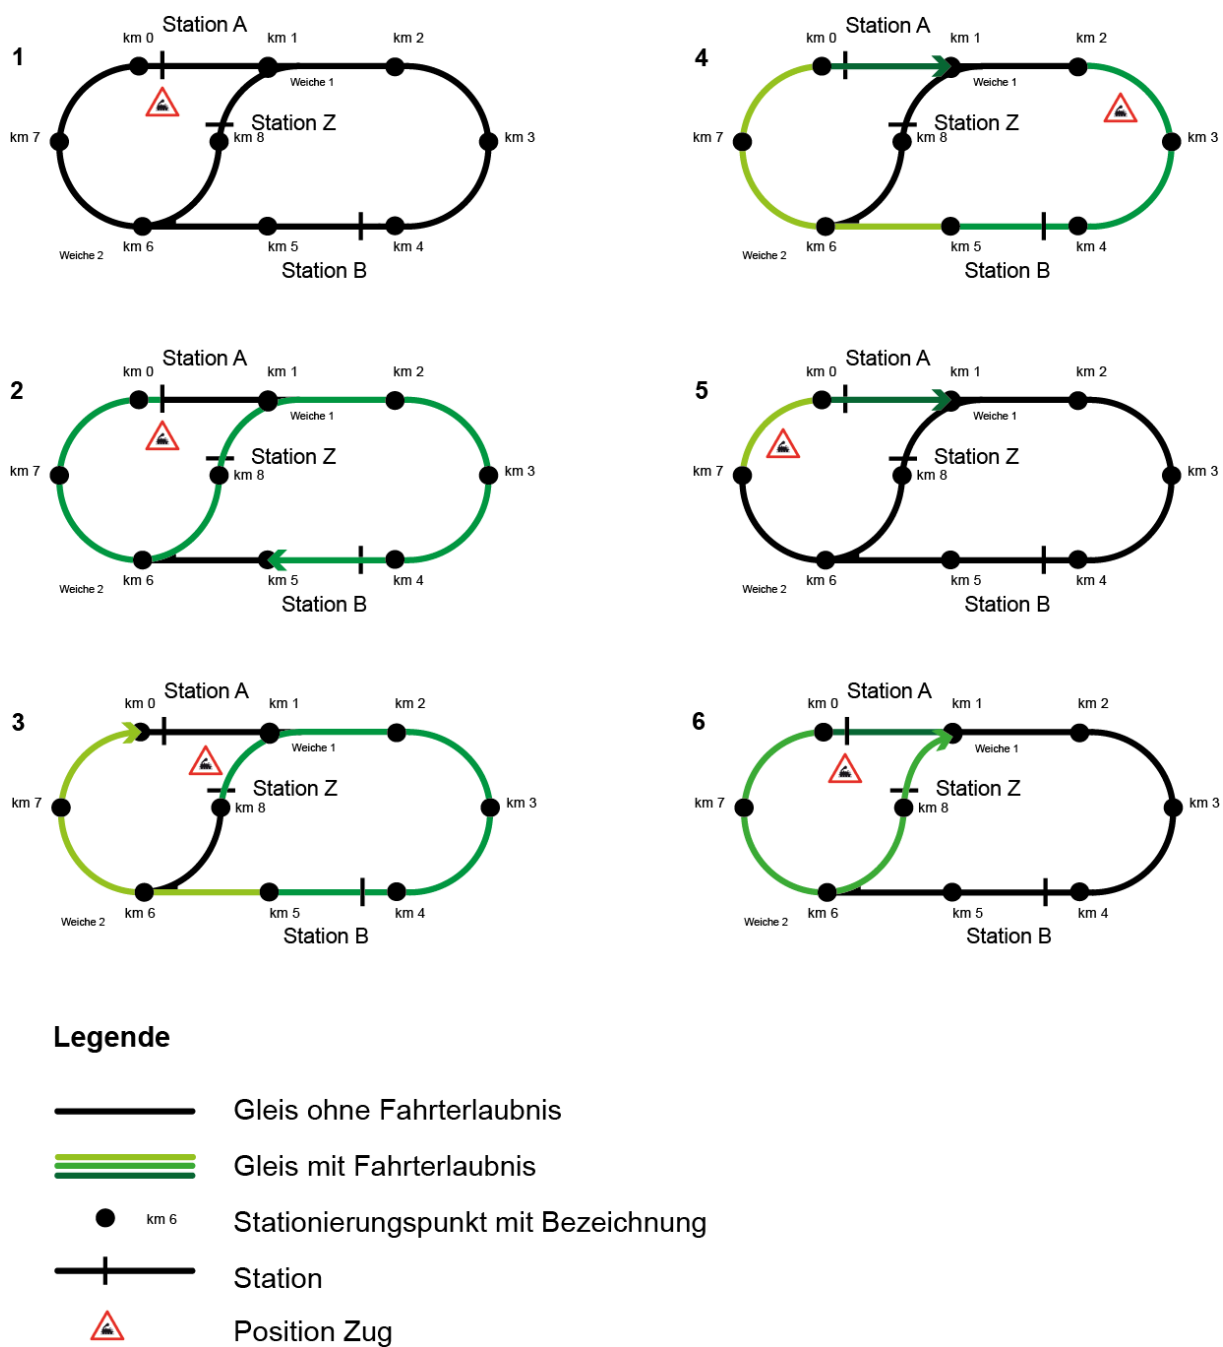 1
Station A
km 0
km 1
km 2
Weiche 1
km 7
Station Z
km 8
km 3
km 6
km 5
km 4
Weiche 2
Station B
4
Station A
km 0
km 1
km 2
Weiche 1
km 7
Station Z
km 8
km 3
km 6
km 5
km 4
Weiche 2
Station B
2
Station A
km 0
km 1
km 2
Weiche 1
km 7
Station Z
km 8
km 3
km 6
km 5
km 4
Weiche 2
Station B
5
Station A
km 0
km 1
km 2
Weiche 1
km 7
Station Z
km 8
km 3
km 6
km 5
km 4
Weiche 2
Station B
3
Station A
km 0
km 1
km 2
Weiche 1
km 7
Station Z
km 8
km 3
km 6
km 5
km 4
Weiche 2
Station B
6
Station A
km 0
km 1
km 2
Weiche 1
km 7
Station Z
km 8
km 3
km 6
km 5
km 4
Weiche 2
Station B
Legende
Gleis ohne Fahrterlaubnis
Gleis mit Fahrterlaubnis
km 6 Stationierungspunkt mit Bezeichnung
Station
Position Zug